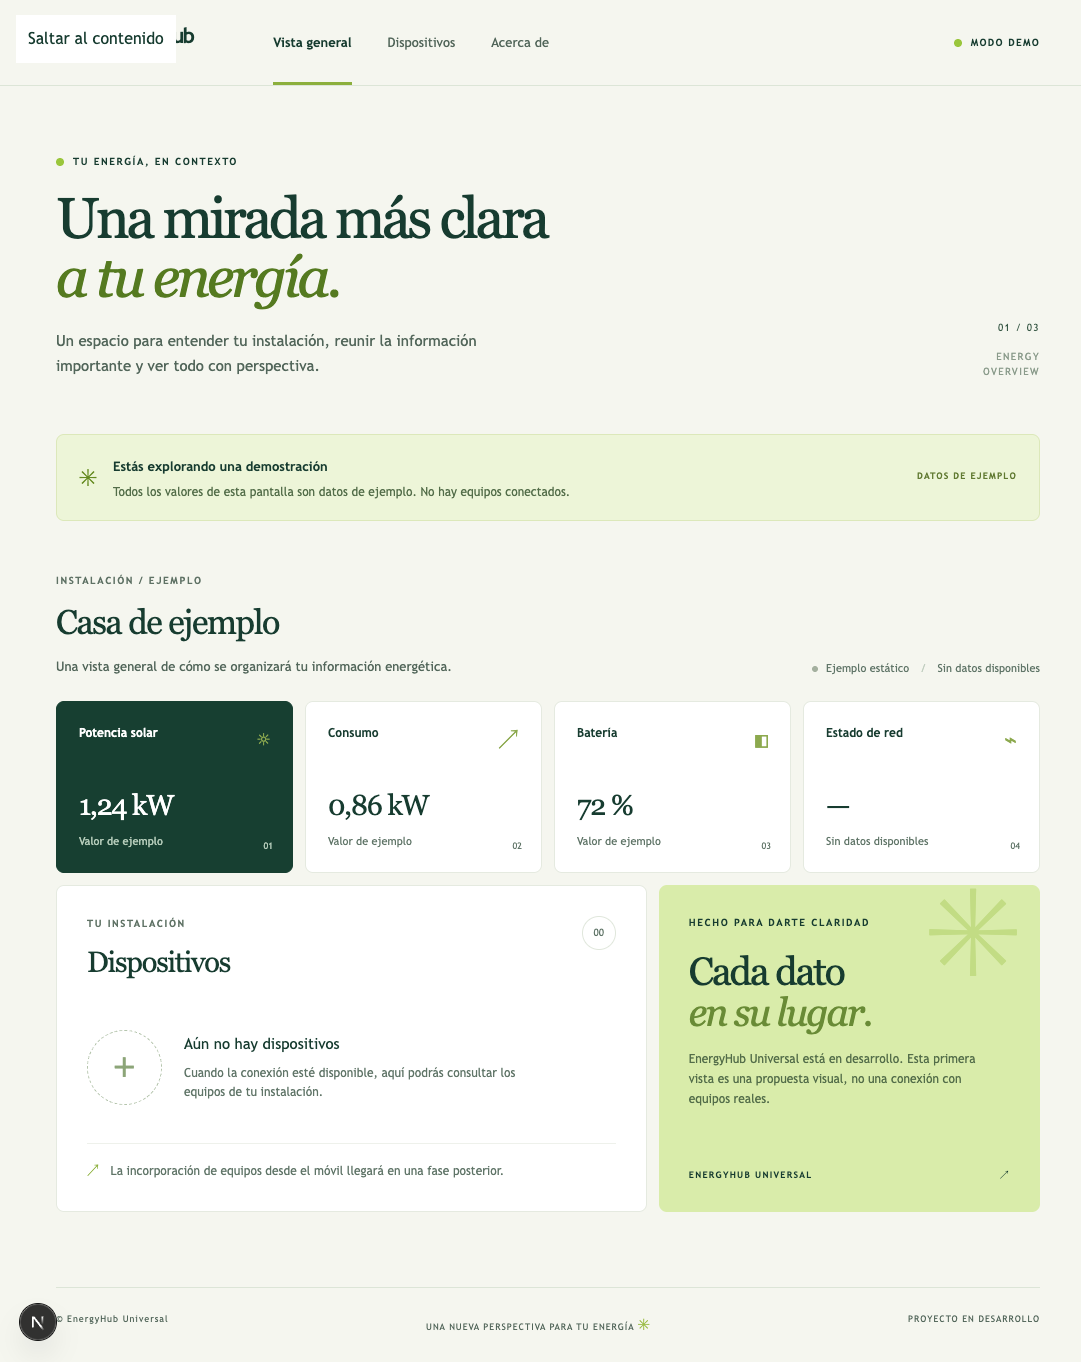 Saltar al contenido
ub
Vista general
Dispositivos
Acerca de
MODO DEMO
TU ENERGÍA, EN CONTEXTO
Una mirada más clara
a tu energía.
Un espacio para entender tu instalación, reunir la información
importante y ver todo con perspectiva.
01 / 03
ENERGY
OVERVIEW
Estás explorando una demostración
Todos los valores de esta pantalla son datos de ejemplo. No hay equipos conectados.
DATOS DE EJEMPLO
INSTALACIÓN / EJEMPLO
Casa de ejemplo
Una vista general de cómo se organizará tu información energética.
Ejemplo estático / Sin datos disponibles
Potencia solar
1,24 kW
Valor de ejemplo
01
Consumo
0,86 kW
Valor de ejemplo
02
Batería
72 %
Valor de ejemplo
03
Estado de red
—
Sin datos disponibles
04
TU INSTALACIÓN
00
Dispositivos
Aún no hay dispositivos
Cuando la conexión esté disponible, aquí podrás consultar los
equipos de tu instalación.
La incorporación de equipos desde el móvil llegará en una fase posterior.
HECHO PARA DARTE CLARIDAD
Cada dato
en su lugar.
EnergyHub Universal está en desarrollo. Esta primera
vista es una propuesta visual, no una conexión con
equipos reales.
ENERGYHUB UNIVERSAL
N
© EnergyHub Universal
UNA NUEVA PERSPECTIVA PARA TU ENERGÍA
PROYECTO EN DESARROLLO